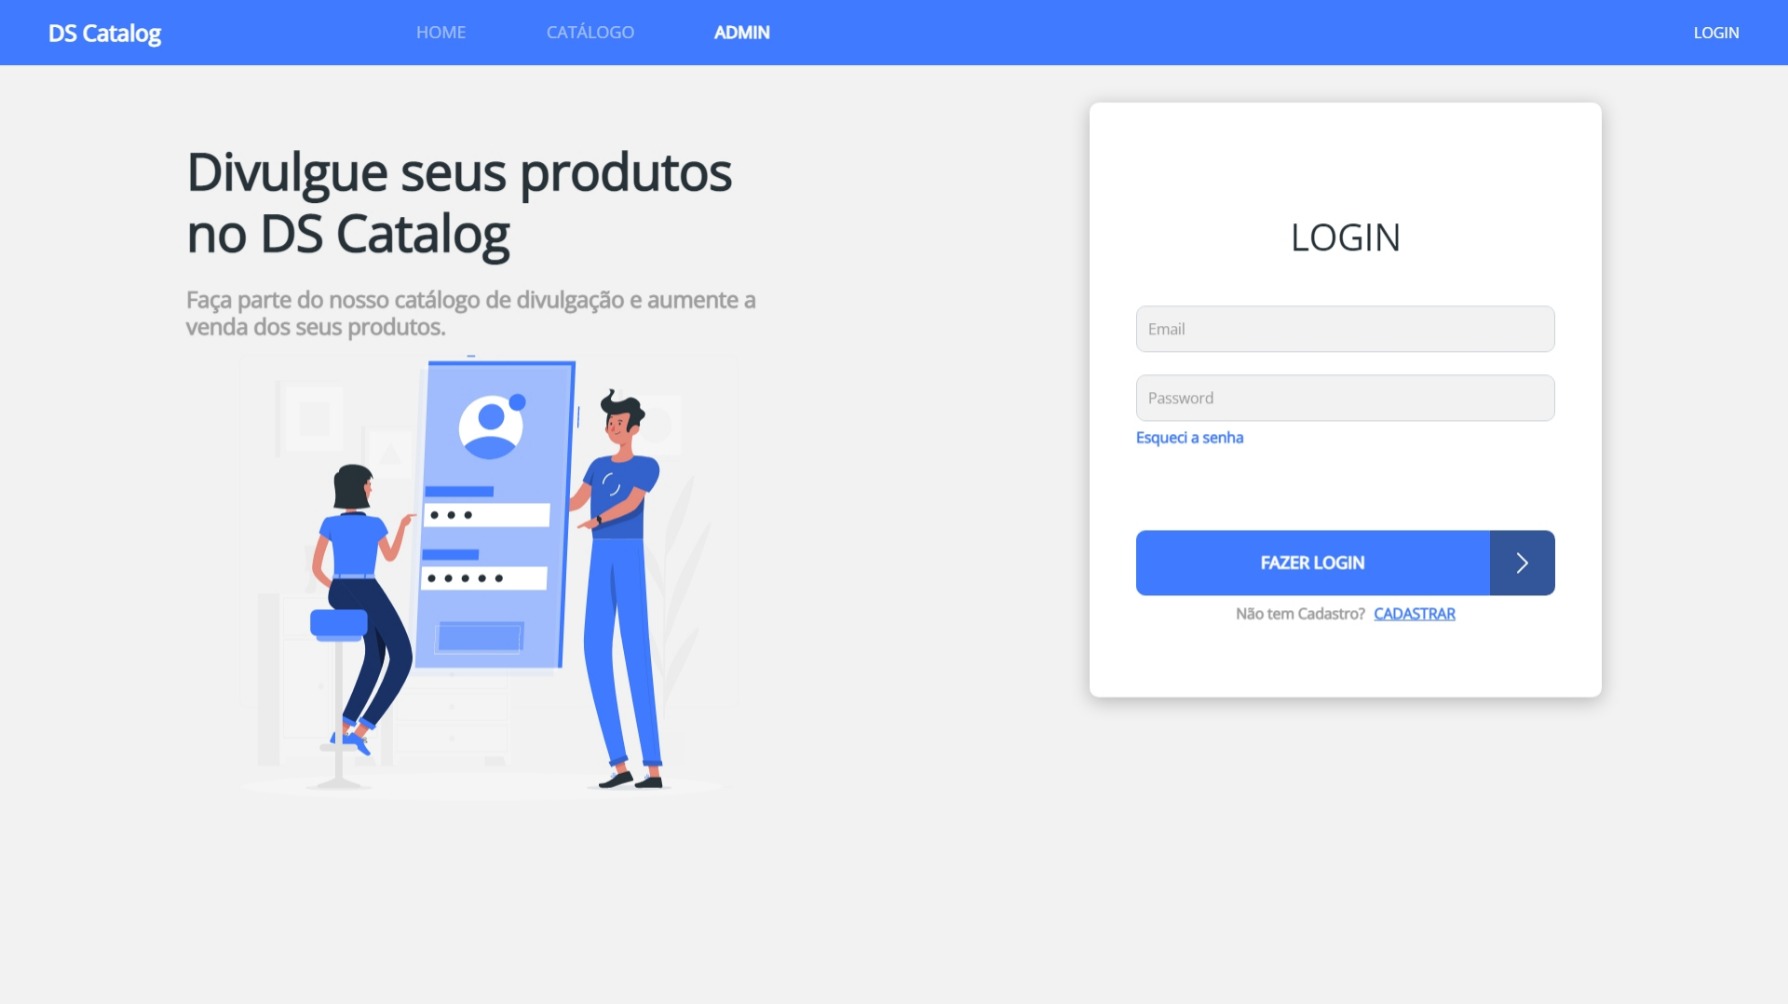 DS Catalog
HOME
CATÁLOGO
ADMIN
LOGIN
Divulgue seus produtos
no DS Catalog
Faça parte do nosso catálogo de divulgação e aumente a
venda dos seus produtos.
LOGIN
Email
Password
Esqueci a senha
FAZER LOGIN
Não tem Cadastro? CADASTRAR